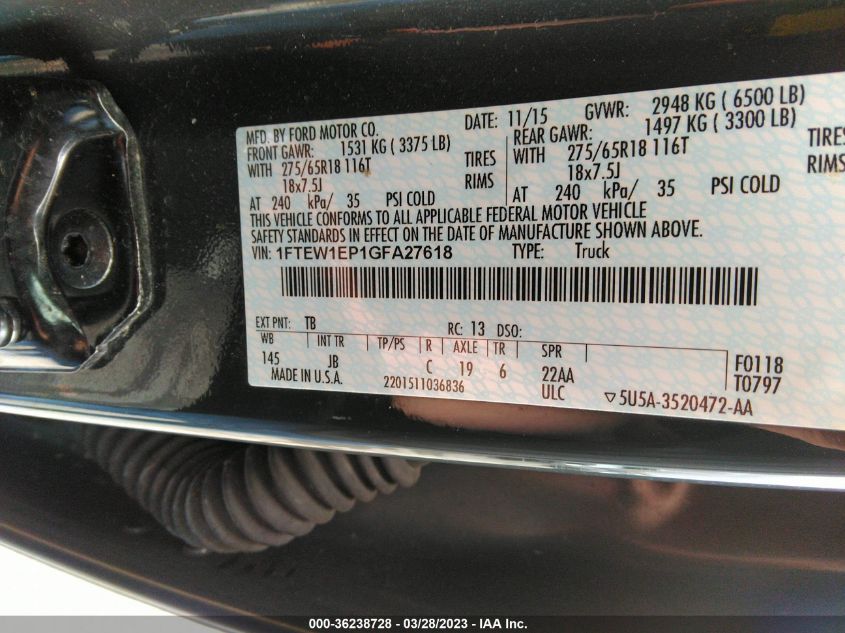 MFD. BY FORD MOTOR CO.
DATE: 11/15 GVWR: 2948 KG ( 6500 LB)
FRONT GAWR: 1531 KG ( 3375 LB)
REAR GAWR: 1497 KG ( 3300 LB)
WITH 275/65R18 116T TIRES
WITH 275/65R18 116T TIRES
18x7.5J RIMS
18x7.5J RIMS
AT 240 kPa/ 35 PSI COLD
AT 240 kPa/ 35 PSI COLD
THIS VEHICLE CONFORMS TO ALL APPLICABLE FEDERAL MOTOR VEHICLE
SAFETY STANDARDS IN EFFECT ON THE DATE OF MANUFACTURE SHOWN ABOVE.
VIN: 1FTEW1EP1GFA27618 TYPE: Truck
EXT PNT: TB RC: 13 DSO:
WB INT TR TP/PS R AXLE TR SPR
145 JB C 19 6 22AA F0118
MADE IN U.S.A. 2201511036836 ULC ▽5U5A-3520472-AA T0797
000-36238728 / 03/28/2023 - IAA Inc.